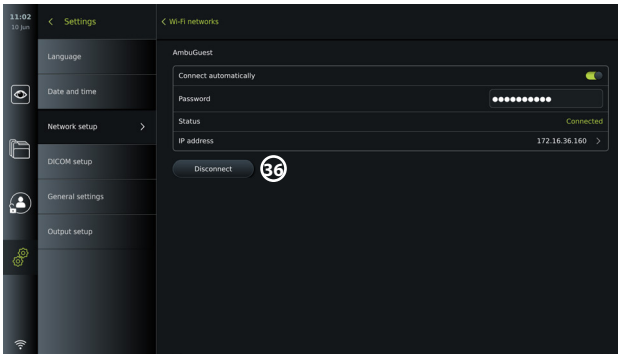 11:02
10 Jun
Settings
Wi-Fi networks
Language
Date and time
Network setup
DICOM setup
General settings
Output setup
AmbuGuest
Connect automatically
Password ●●●●●●●●●●
Status Connected
IP address 172.16.36.160
Disconnect
36